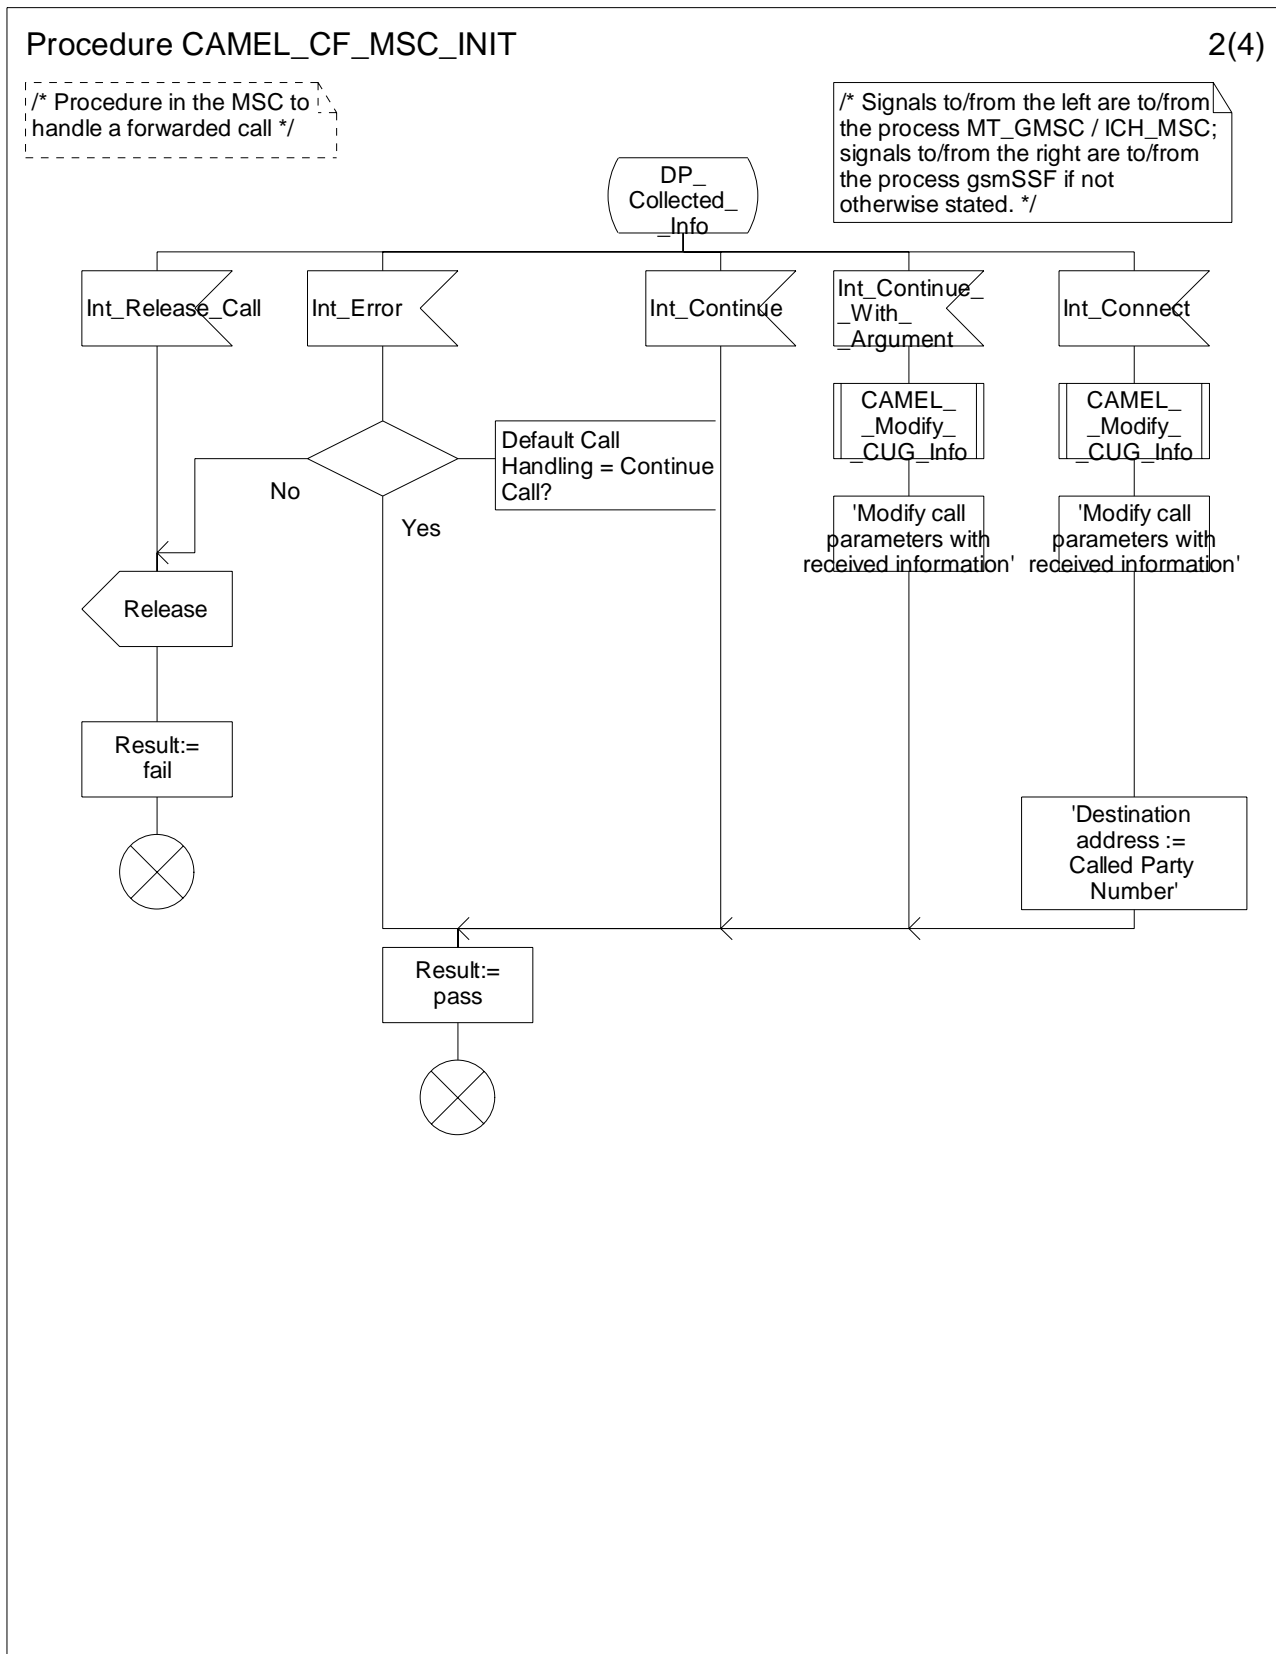 Procedure CAMEL_CF_MSC_INIT
2(4)
/* Procedure in the MSC to
handle a forwarded call */
/* Signals to/from the left are to/from
the process MT_GMSC / ICH_MSC;
signals to/from the right are to/from
the process gsmSSF if not
otherwise stated. */
DP_
Collected_
_Info
Int_Release_Call
Int_Error
Int_Continue
Int_Continue_
_With_
_Argument
Int_Connect
CAMEL_
_Modify_
_CUG_Info
CAMEL_
_Modify_
_CUG_Info
Default Call
Handling = Continue
Call?
No
Yes
'Modify call
parameters with
received information'
'Modify call
parameters with
received information'
Release
Result:=
fail
'Destination
address :=
Called Party
Number'
Result:=
pass